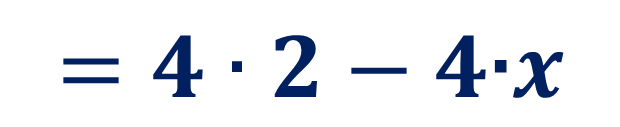 = 4 · 2 − 4·x